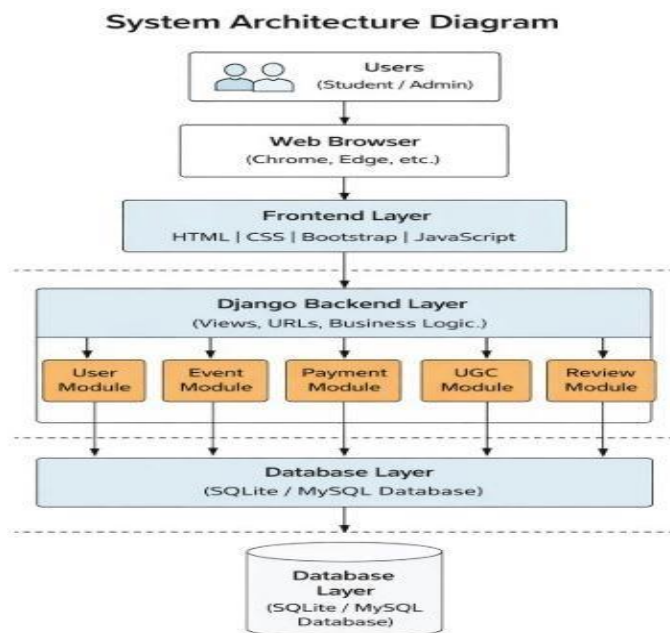 System Architecture Diagram
Users
(Student / Admin)
Web Browser
(Chrome, Edge, etc.)
Frontend Layer
HTML | CSS | Bootstrap | JavaScript
Django Backend Layer
(Views, URLs, Business Logic.)
User
Module
Event
Module
Payment
Module
UGC
Module
Review
Module
Database Layer
(SQLite / MySQL Database)
Database
Layer
(SQLite / MySQL
Database)